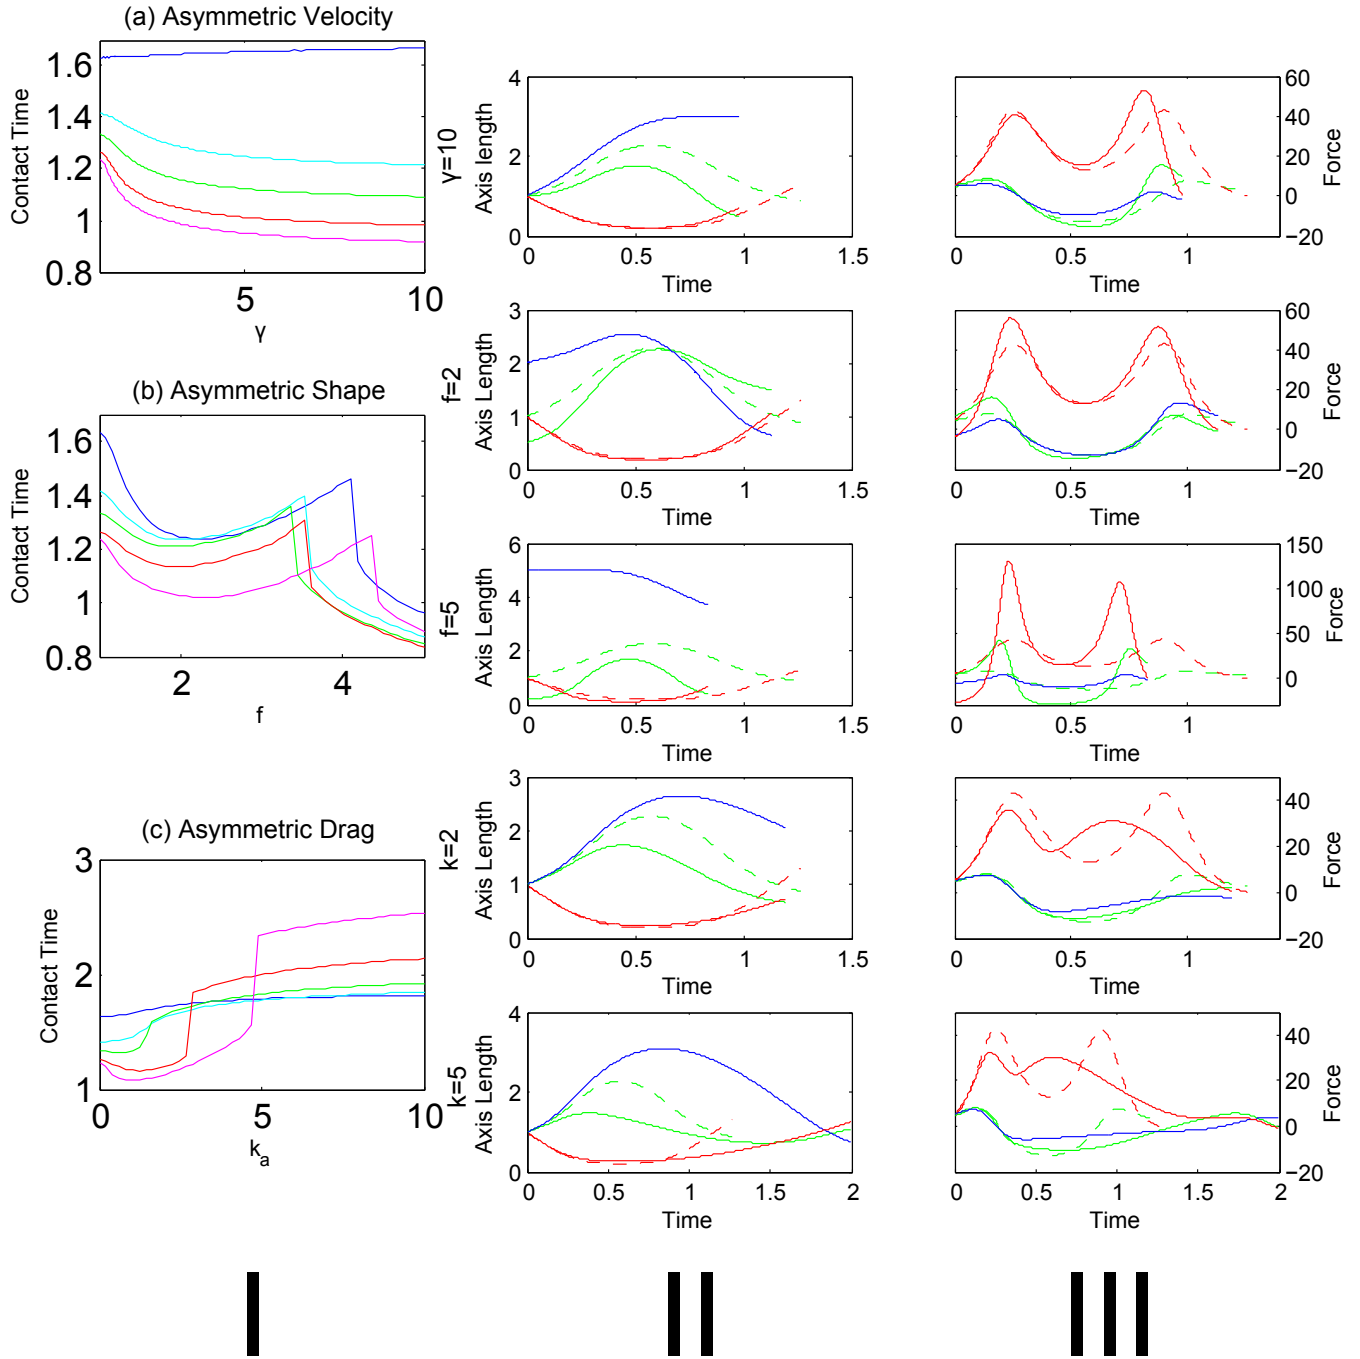 (a) Asymmetric Velocity
1.6
1.4
1.2
1
0.8
Contact Time
5
10
γ
γ=10
4
2
0
Axis length
0
0.5
1
1.5
Time
60
40
20
0
−20
Force
0
0.5
1
Time
(b) Asymmetric Shape
1.6
1.4
1.2
1
0.8
Contact Time
2
4
f
f=2
3
2
1
0
Axis Length
0
0.5
1
1.5
Time
60
40
20
0
−20
Force
0
0.5
1
Time
f=5
6
4
2
0
Axis Length
0
0.5
1
1.5
Time
150
100
50
0
Force
0
0.5
1
Time
(c) Asymmetric Drag
3
2
1
Contact Time
0
5
10
k_a
k=2
3
2
1
0
Axis Length
0
0.5
1
1.5
Time
40
20
0
−20
Force
0
0.5
1
Time
k=5
4
2
0
Axis Length
0
0.5
1
1.5
2
Time
40
20
0
−20
Force
0
0.5
1
1.5
2
Time
I
II
III